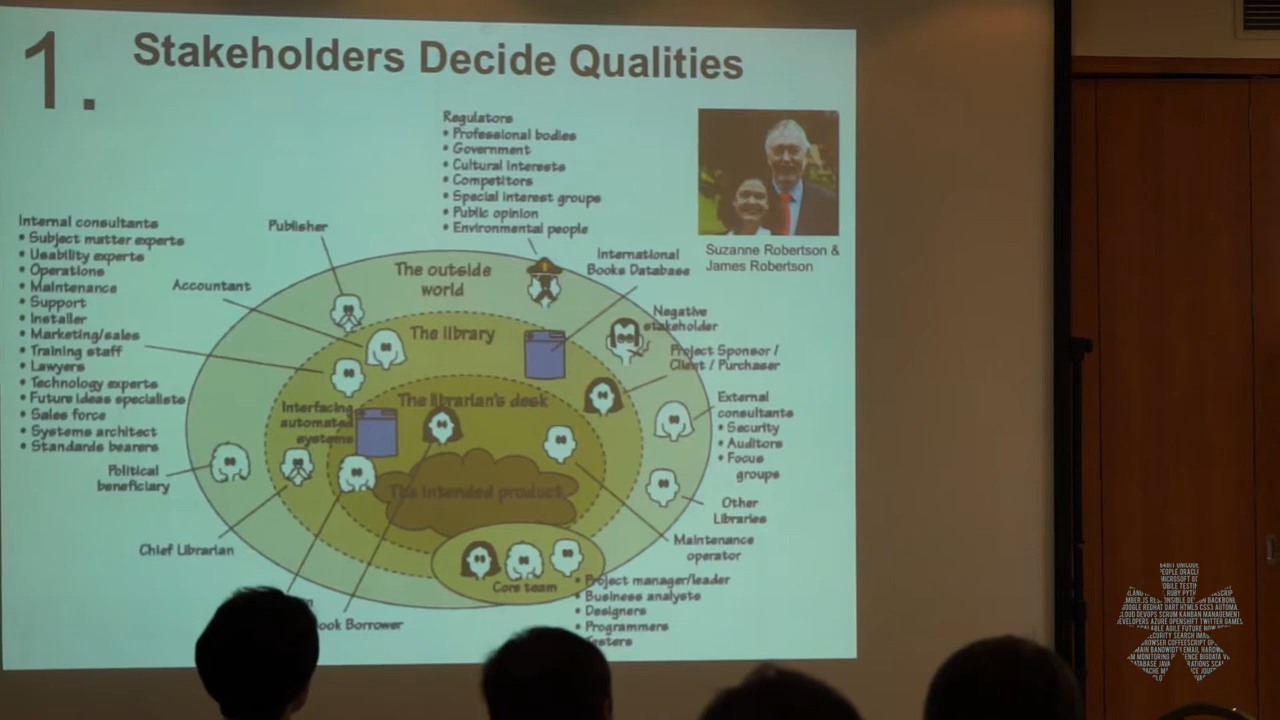 1.
Stakeholders Decide Qualities
Regulators
• Professional bodies
• Government
• Cultural interests
• Competitors
• Special interest groups
• Public opinion
• Environmental people
Suzanne Robertson &
James Robertson
Internal consultants
• Subject matter experts
• Usability experts
• Operations
• Maintenance
• Support
• Installer
• Marketing/sales
• Training staff
• Lawyers
• Technology experts
• Future ideas specialists
• Sales force
• Systems architect
• Standards bearers
Publisher
Accountant
The outside
world
International
Books Database
Negative
stakeholder
The library
Project Sponsor /
Client / Purchaser
The librarian's desk
Interfacing
automated
systems
External
consultants
• Security
• Auditors
• Focus
groups
Political
beneficiary
The intended product
Other
Libraries
Chief Librarian
Maintenance
operator
Core team
• Project manager/leader
• Business analysts
• Designers
• Programmers
Borrower